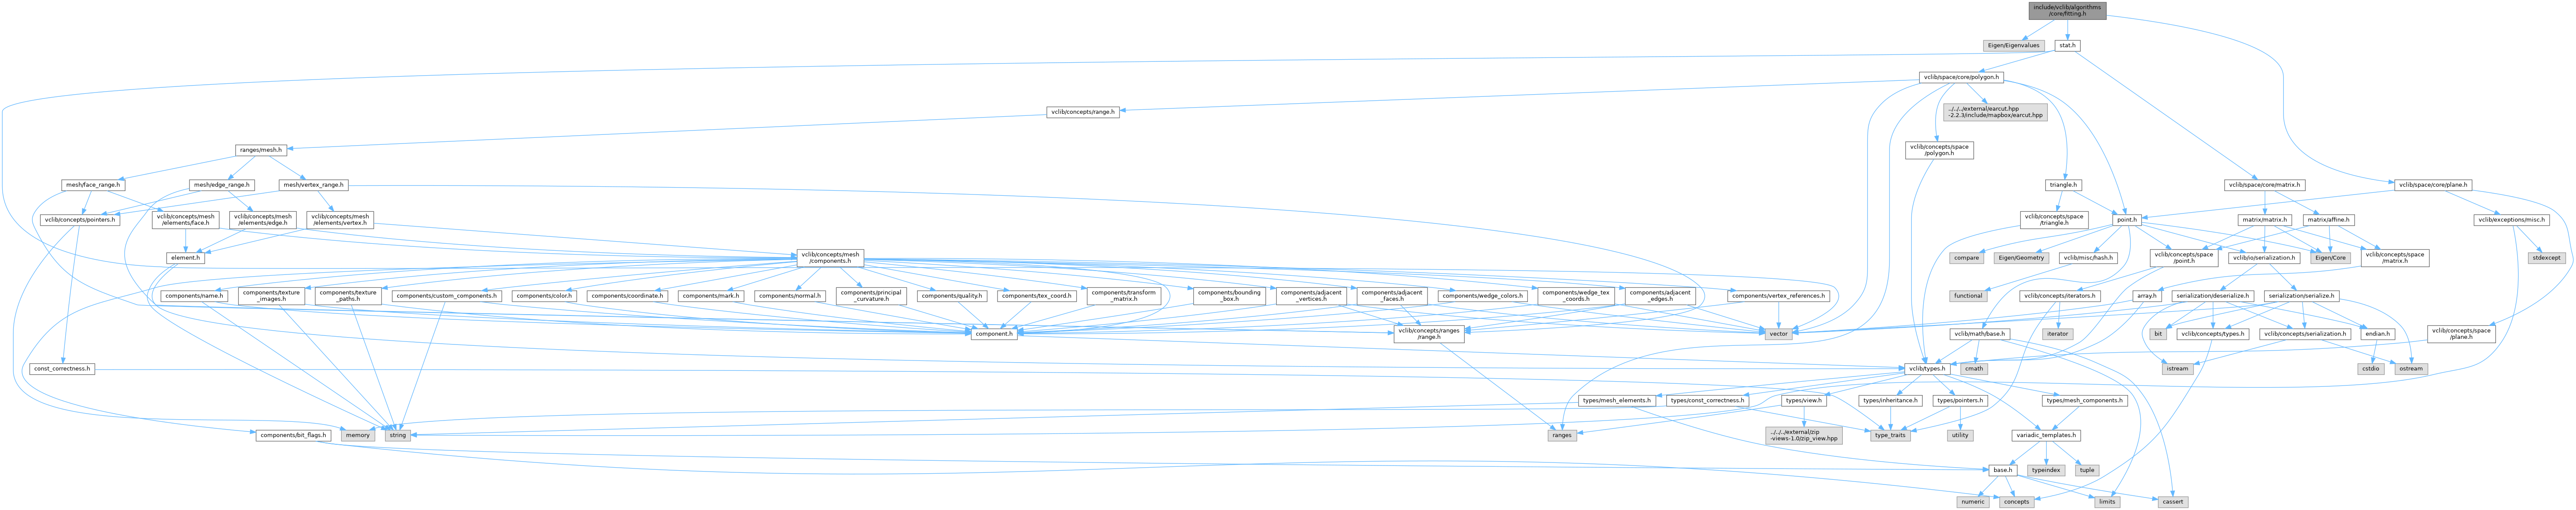 include/vclib/algorithms
/core/fitting.h
Eigen/Eigenvalues
stat.h
vclib/space/core/polygon.h
vclib/concepts/range.h
../../../external/earcut.hpp
-2.2.3/include/mapbox/earcut.hpp
vclib/concepts/space
/polygon.h
ranges/mesh.h
mesh/face_range.h
mesh/edge_range.h
mesh/vertex_range.h
triangle.h
vclib/space/core/matrix.h
vclib/space/core/plane.h
vclib/concepts/pointers.h
vclib/concepts/mesh
/elements/face.h
vclib/concepts/mesh
/elements/edge.h
vclib/concepts/mesh
/elements/vertex.h
vclib/concepts/space
/triangle.h
point.h
matrix/matrix.h
matrix/affine.h
vclib/exceptions/misc.h
element.h
vclib/concepts/mesh
/components.h
compare
Eigen/Geometry
vclib/misc/hash.h
vclib/concepts/space
/point.h
vclib/io/serialization.h
Eigen/Core
vclib/concepts/space
/matrix.h
stdexcept
components/name.h
components/texture
_images.h
components/texture
_paths.h
components/custom_components.h
components/color.h
components/coordinate.h
components/mark.h
components/normal.h
components/principal
_curvature.h
components/quality.h
components/tex_coord.h
components/transform
_matrix.h
components/bounding
_box.h
components/adjacent
_vertices.h
components/adjacent
_faces.h
components/wedge_colors.h
components/wedge_tex
_coords.h
components/adjacent
_edges.h
components/vertex_references.h
functional
vclib/concepts/iterators.h
array.h
serialization/deserialize.h
serialization/serialize.h
component.h
vclib/concepts/ranges
/range.h
vector
vclib/math/base.h
iterator
bit
vclib/concepts/types.h
vclib/concepts/serialization.h
endian.h
vclib/concepts/space
/plane.h
const_correctness.h
vclib/types.h
cmath
istream
cstdio
ostream
types/mesh_elements.h
types/const_correctness.h
types/view.h
types/inheritance.h
types/pointers.h
types/mesh_components.h
components/bit_flags.h
memory
string
ranges
../../../external/zip
-views-1.0/zip_view.hpp
type_traits
utility
variadic_templates.h
base.h
typeindex
tuple
numeric
concepts
limits
cassert